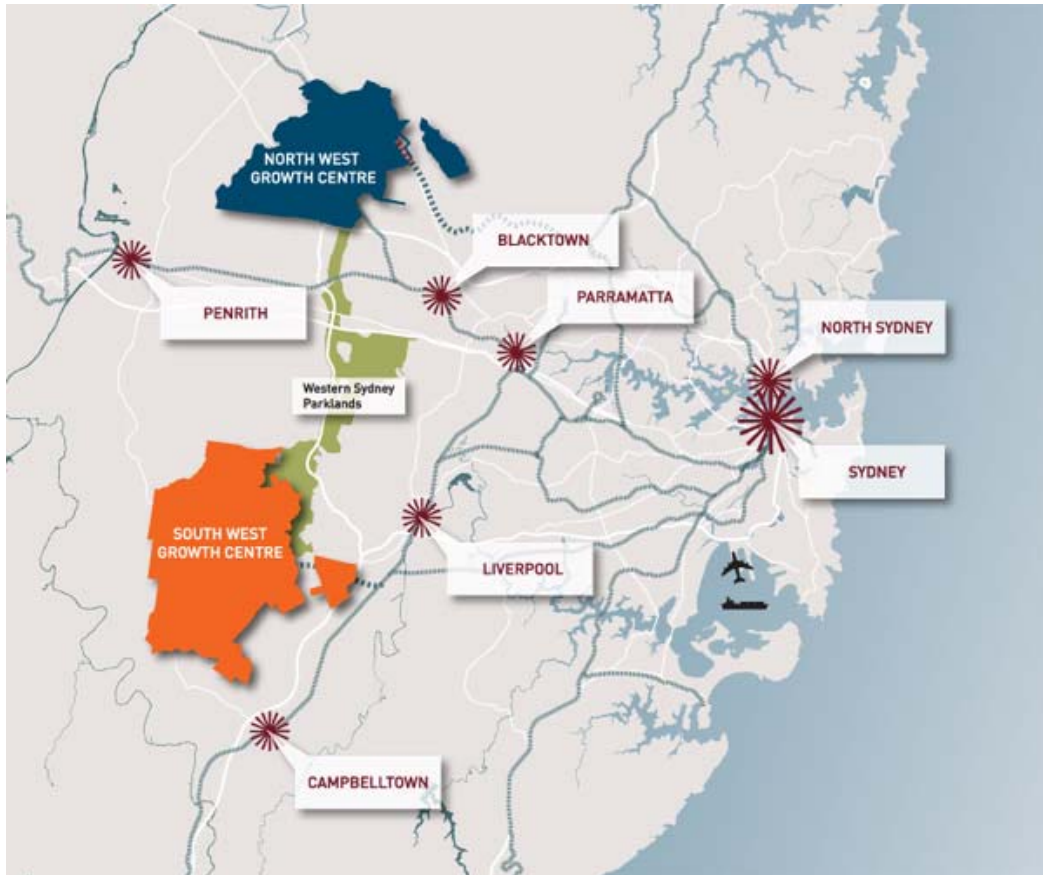 NORTH WEST
GROWTH CENTRE
BLACKTOWN
PARRAMATTA
PENRITH
NORTH SYDNEY
Western Sydney
Parklands
SYDNEY
SOUTH WEST
GROWTH CENTRE
LIVERPOOL
CAMPBELLTOWN